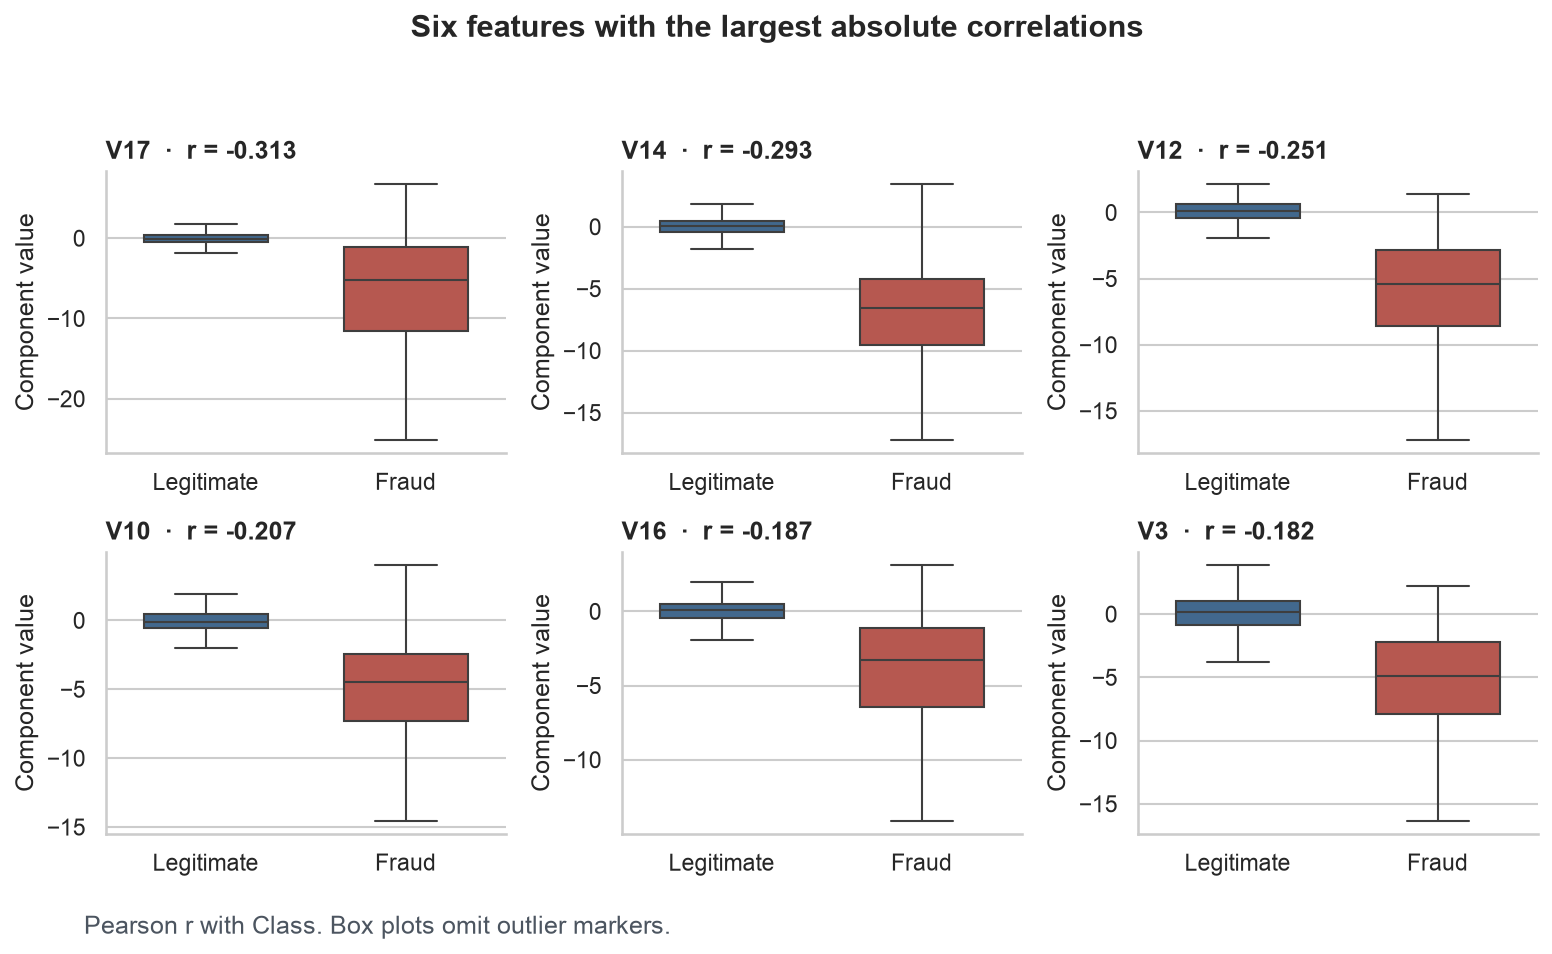 Six features with the largest absolute correlations
V17 · r = -0.313
Component value
0
−10
−20
Legitimate
Fraud
V14 · r = -0.293
Component value
0
−5
−10
−15
Legitimate
Fraud
V12 · r = -0.251
Component value
0
−5
−10
−15
Legitimate
Fraud
V10 · r = -0.207
Component value
0
−5
−10
−15
Legitimate
Fraud
V16 · r = -0.187
Component value
0
−5
−10
Legitimate
Fraud
V3 · r = -0.182
Component value
0
−5
−10
−15
Legitimate
Fraud
Pearson r with Class. Box plots omit outlier markers.